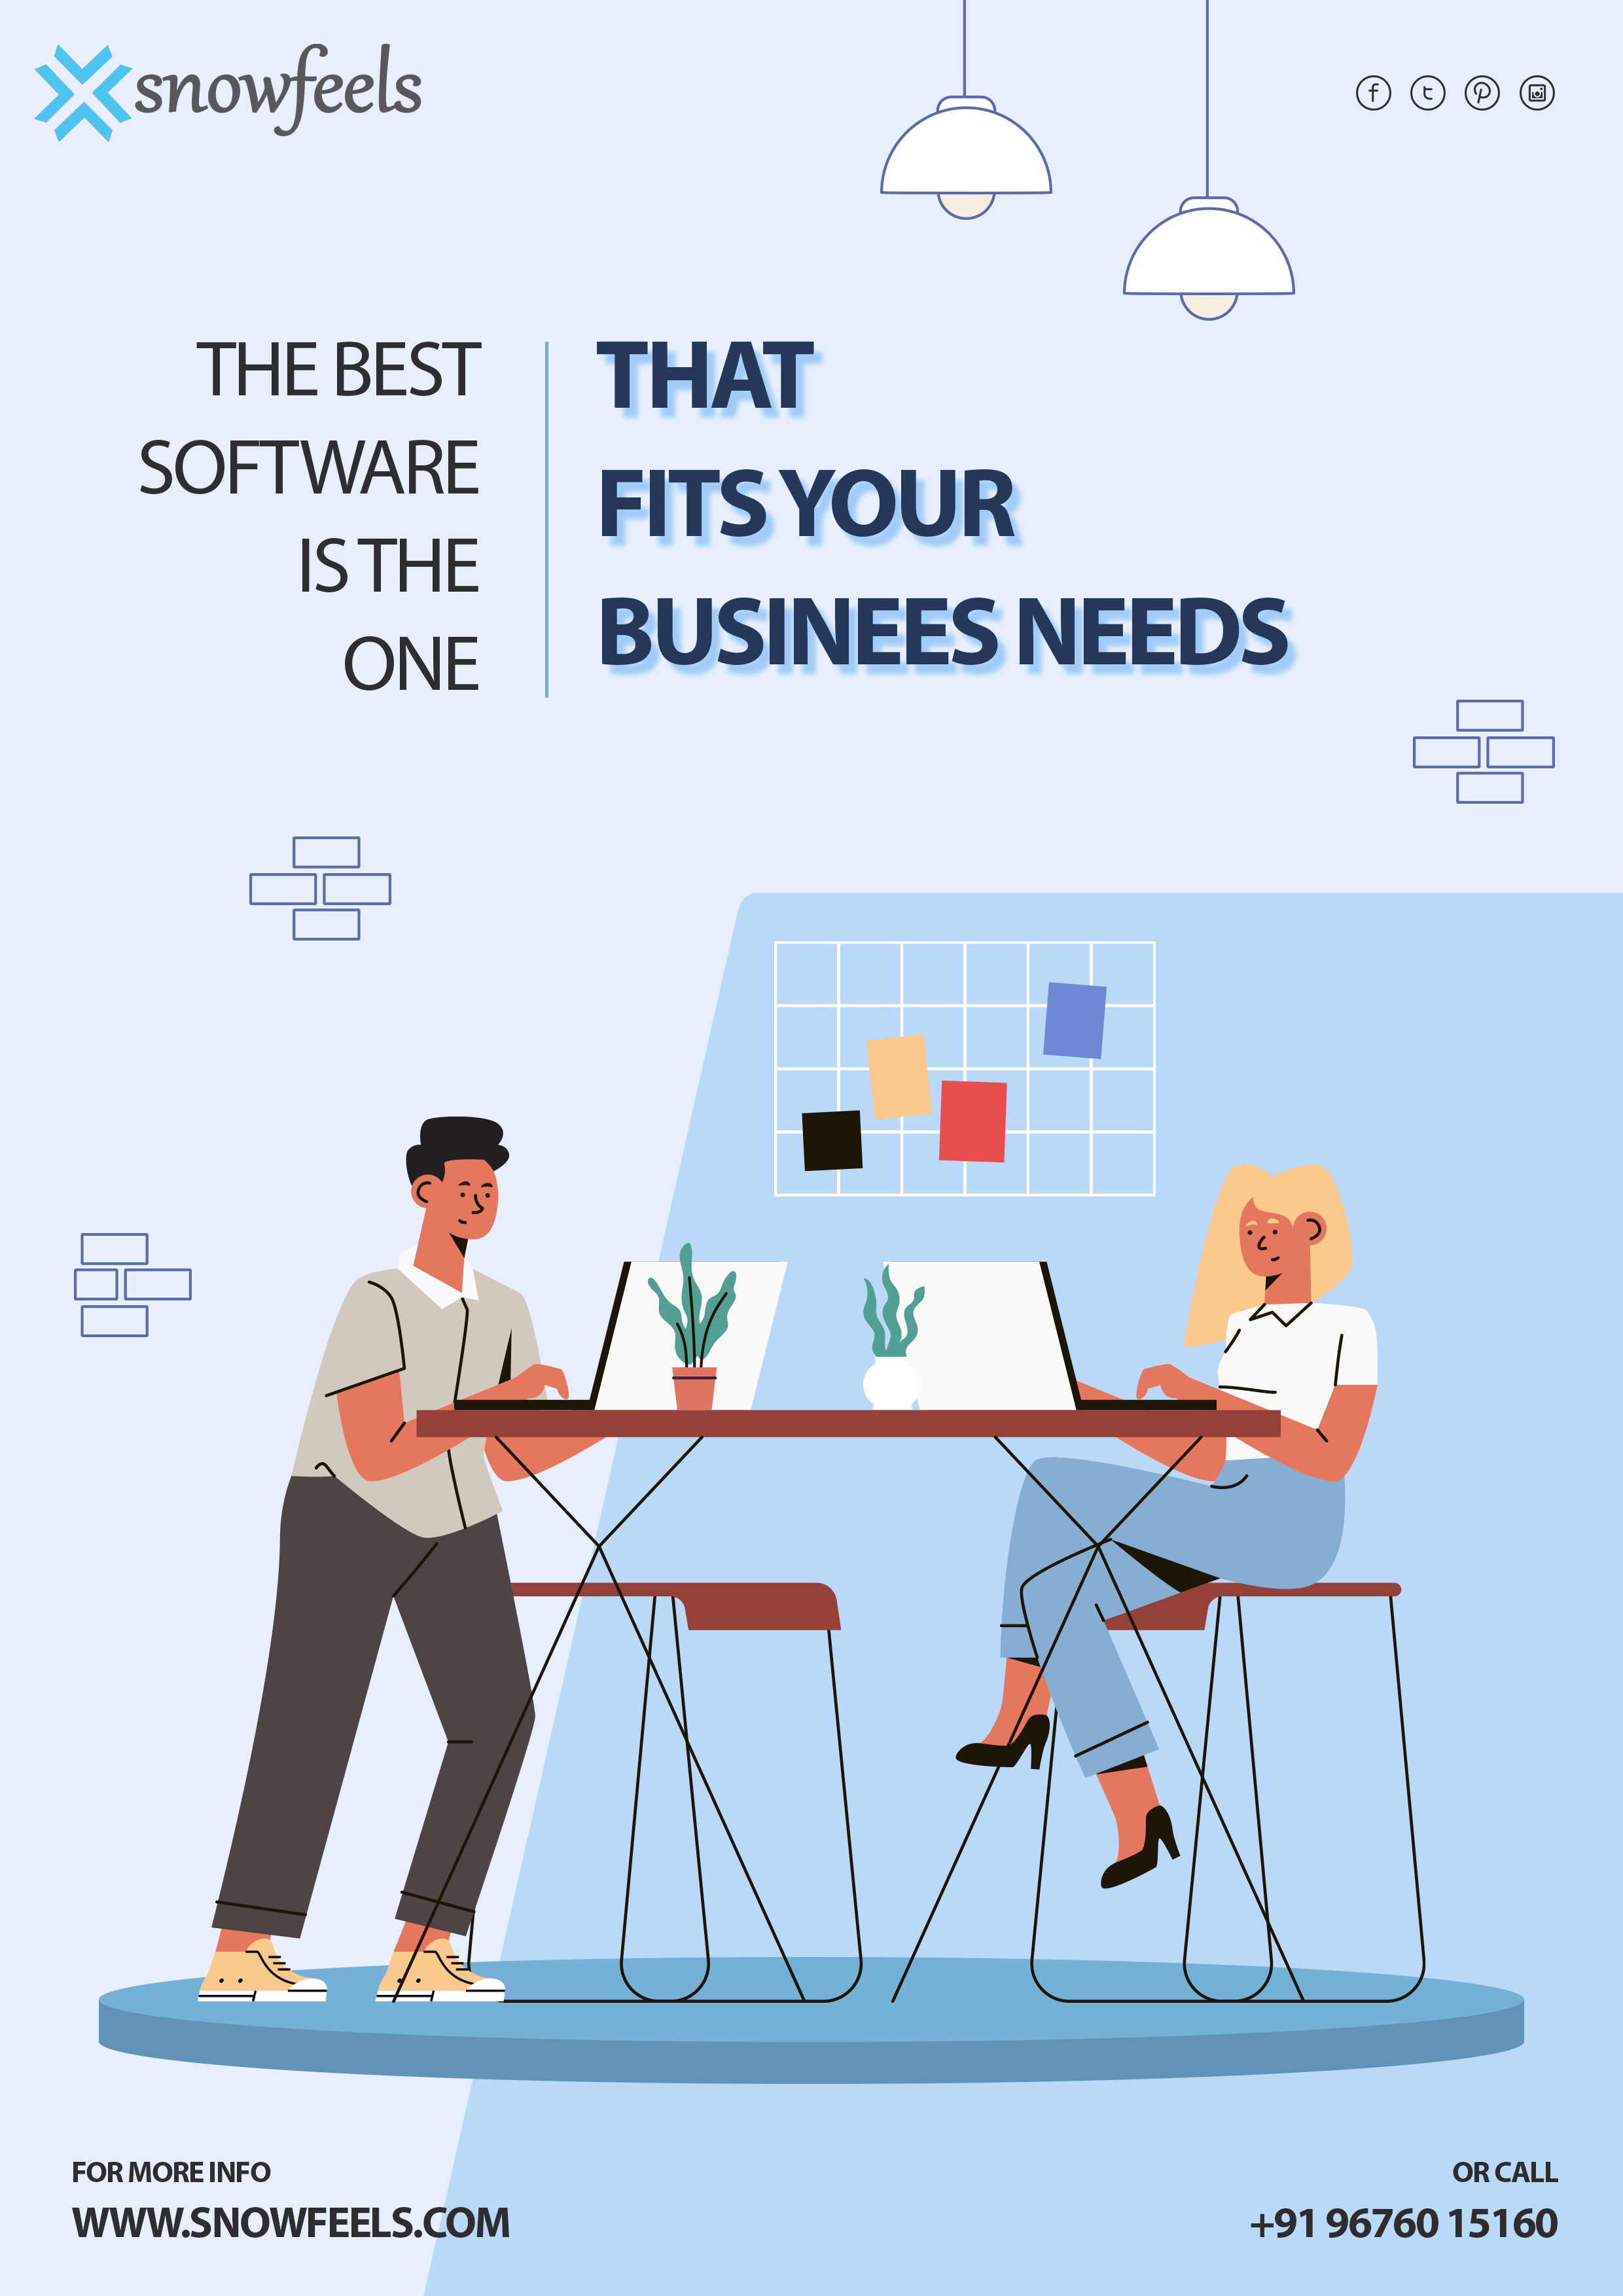 snowfeels
THE BEST
SOFTWARE
IS THE
ONE
THAT
FITS YOUR
BUSINEES NEEDS
FOR MORE INFO
WWW.SNOWFEELS.COM
OR CALL
+91 96760 15160